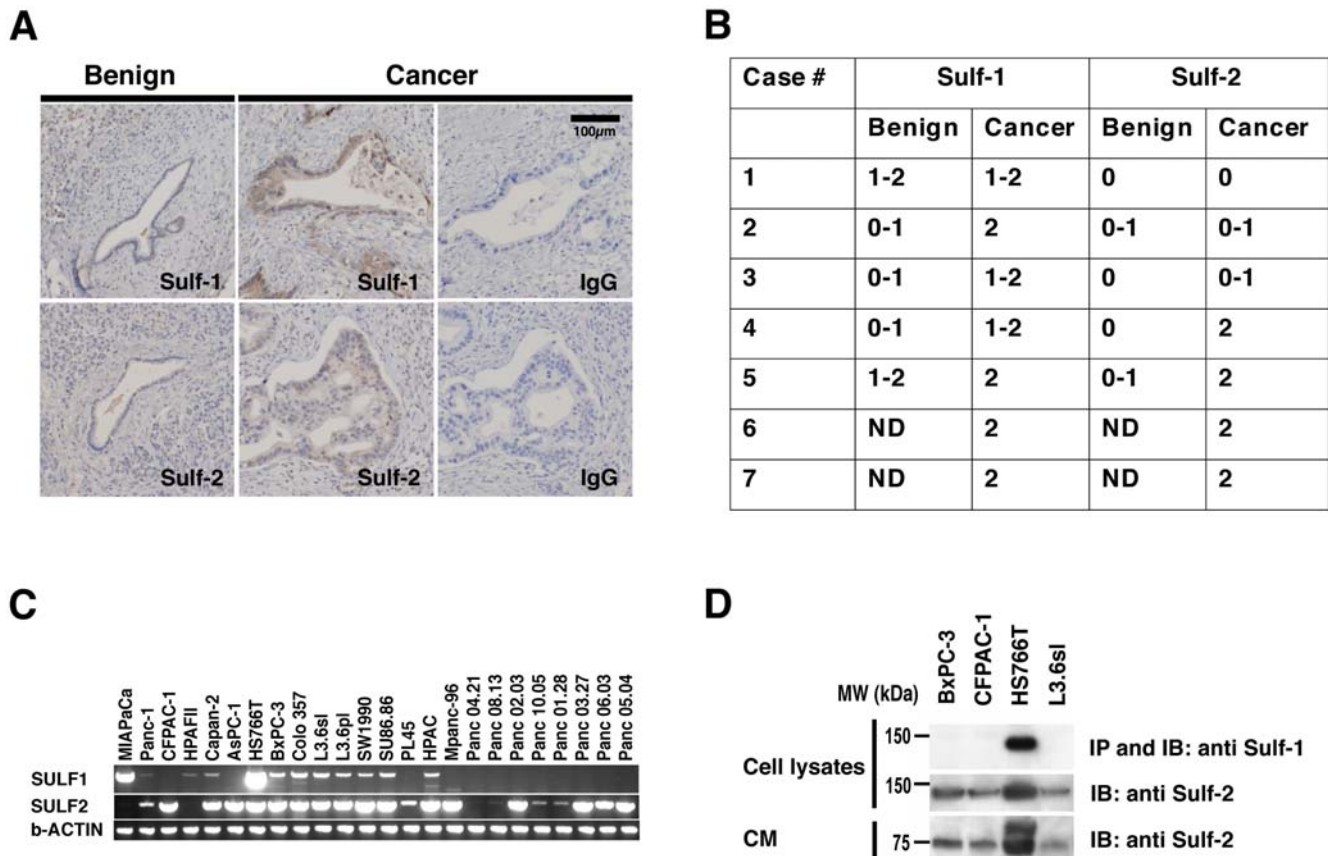 A
Benign Cancer
100µm
Sulf-1 Sulf-1 IgG
Sulf-2 Sulf-2 IgG
B
Case # Sulf-1 Sulf-2
Benign Cancer Benign Cancer
1 1-2 1-2 0 0
2 0-1 2 0-1 0-1
3 0-1 1-2 0 0-1
4 0-1 1-2 0 2
5 1-2 2 0-1 2
6 ND 2 ND 2
7 ND 2 ND 2
C
MIAPaCa Panc-1 CFPAC-1 HPAFII Capan-2 AsPC-1 HS766T BxPC-3 Colo 357 L3.6sl L3.6pl SW1990 SU86.86 PL45 HPAC Mpanc-96 Panc 04.21 Panc 08.13 Panc 02.03 Panc 10.05 Panc 01.28 Panc 03.27 Panc 06.03 Panc 05.04
SULF1
SULF2
b-ACTIN
D
BxPC-3 CFPAC-1 HS766T L3.6sl
MW (kDa)
150 IP and IB: anti Sulf-1
Cell lysates
150 IB: anti Sulf-2
CM 75 IB: anti Sulf-2